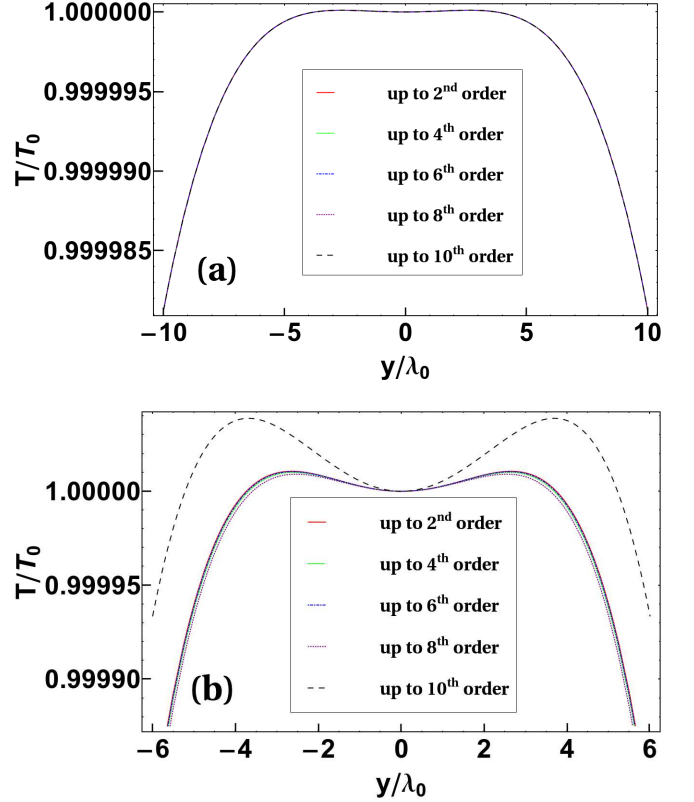 1.000000
0.999995
0.999990
0.999985
T/T₀
up to 2ⁿᵈ order
up to 4ᵗʰ order
up to 6ᵗʰ order
up to 8ᵗʰ order
up to 10ᵗʰ order
(a)
−10 −5 0 5 10
y/λ₀
1.00000
0.99995
0.99990
T/T₀
up to 2ⁿᵈ order
up to 4ᵗʰ order
up to 6ᵗʰ order
up to 8ᵗʰ order
up to 10ᵗʰ order
(b)
−6 −4 −2 0 2 4 6
y/λ₀